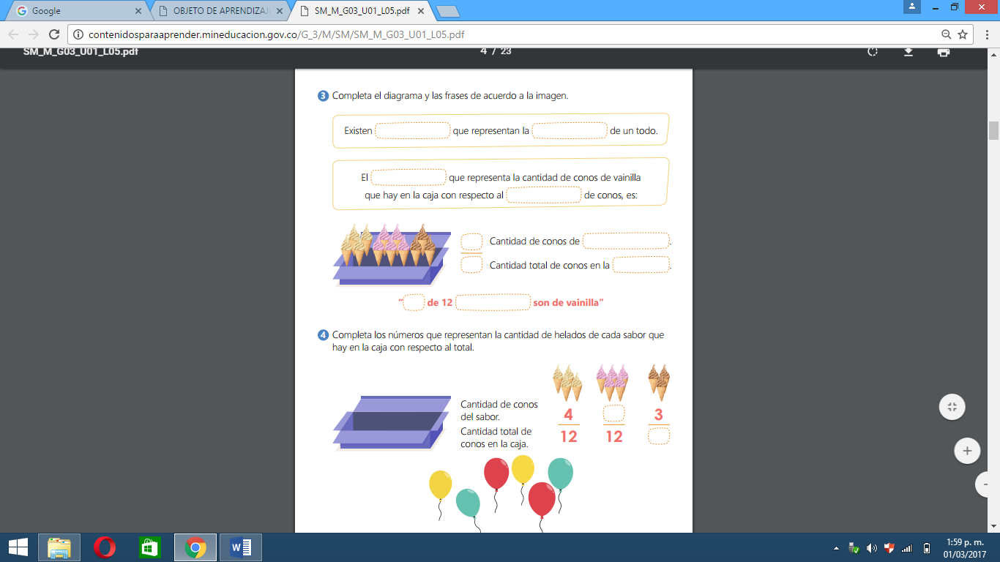 Google
OBJETO DE APRENDIZAJ
SM_M_G03_U01_L05.pdf
contenidosparaaprender.mineducacion.gov.co/G_3/M/SM/SM_M_G03_U01_L05.pdf
SM_M_G03_U01_L05.pdf
4 / 23
3 Completa el diagrama y las frases de acuerdo a la imagen.
Existen que representan la de un todo.
El que representa la cantidad de conos de vainilla
que hay en la caja con respecto al de conos, es:
Cantidad de conos de .
Cantidad total de conos en la .
“ de 12 son de vainilla”
4 Completa los números que representan la cantidad de helados de cada sabor que
hay en la caja con respecto al total.
Cantidad de conos
del sabor.
Cantidad total de
conos en la caja.
4 3
12 12
1:59 p. m.
01/03/2017